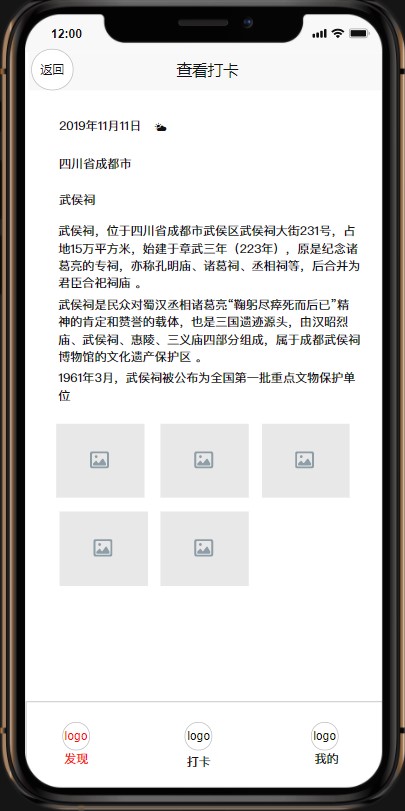 12:00
返回
查看打卡
2019年11月11日
四川省成都市
武侯祠
武侯祠，位于四川省成都市武侯区武侯祠大街231号，占
地15万平方米，始建于章武三年（223年），原是纪念诸
葛亮的专祠，亦称孔明庙、诸葛祠、丞相祠等，后合并为
君臣合祀祠庙 。
武侯祠是民众对蜀汉丞相诸葛亮“鞠躬尽瘁死而后已”精
神的肯定和赞誉的载体，也是三国遗迹源头，由汉昭烈
庙、武侯祠、惠陵、三义庙四部分组成，属于成都武侯祠
博物馆的文化遗产保护区 。
1961年3月，武侯祠被公布为全国第一批重点文物保护单
位
logo
发现
logo
打卡
logo
我的